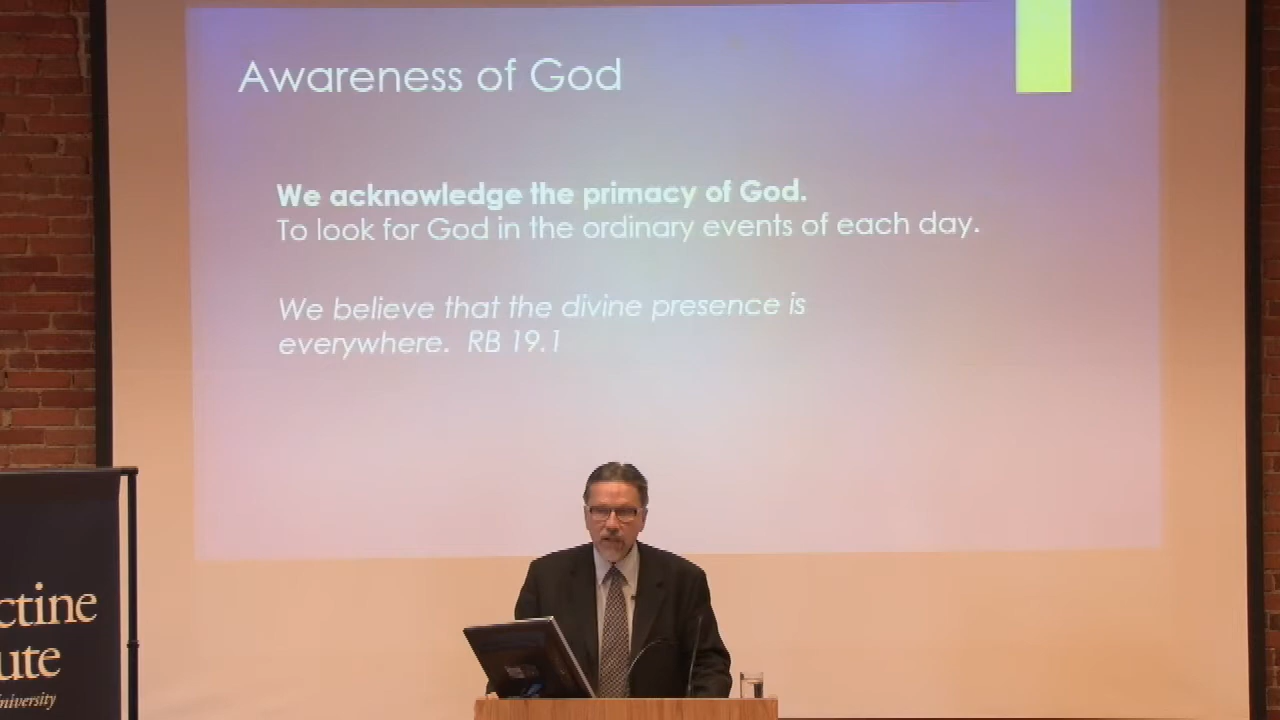 Awareness of God
We acknowledge the primacy of God.
To look for God in the ordinary events of each day.
We believe that the divine presence is
everywhere. RB 19.1
ctine
ute
niversity